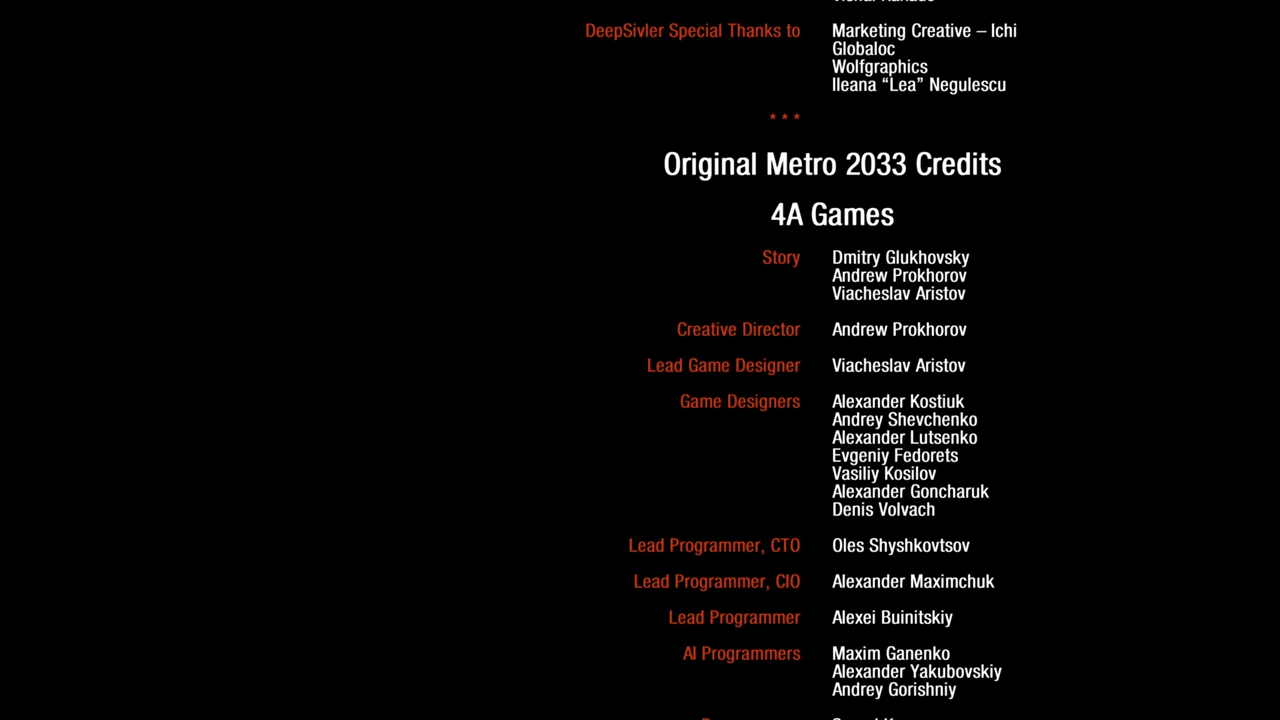 DeepSivler Special Thanks to Marketing Creative – Ichi
Globaloc
Wolfgraphics
Ileana “Lea” Negulescu
* * *
Original Metro 2033 Credits
4A Games
Story Dmitry Glukhovsky
Andrew Prokhorov
Viacheslav Aristov
Creative Director Andrew Prokhorov
Lead Game Designer Viacheslav Aristov
Game Designers Alexander Kostiuk
Andrey Shevchenko
Alexander Lutsenko
Evgeniy Fedorets
Vasiliy Kosilov
Alexander Goncharuk
Denis Volvach
Lead Programmer, CTO Oles Shyshkovtsov
Lead Programmer, CIO Alexander Maximchuk
Lead Programmer Alexei Buinitskiy
AI Programmers Maxim Ganenko
Alexander Yakubovskiy
Andrey Gorishniy